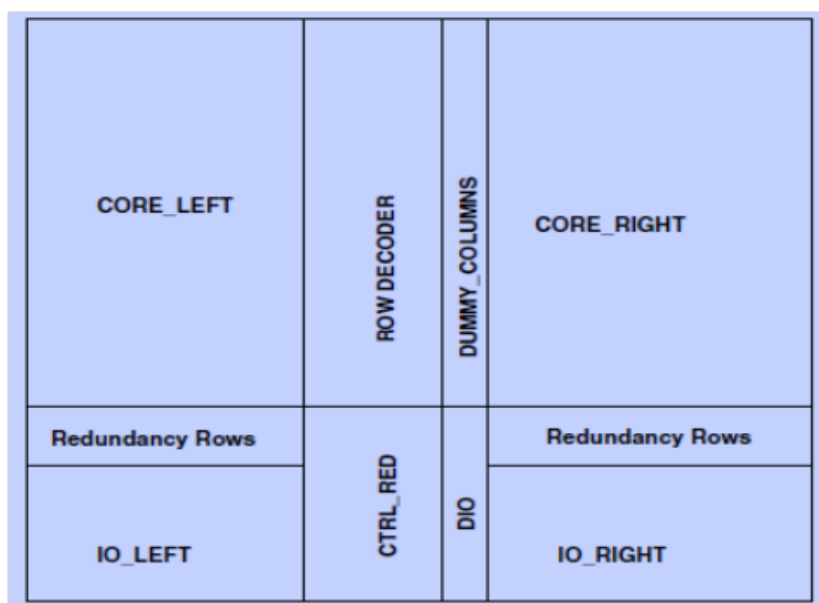 CORE_LEFT
ROW DECODER
DUMMY_COLUMNS
CORE_RIGHT
Redundancy Rows
Redundancy Rows
CTRL_RED
DIO
IO_LEFT
IO_RIGHT